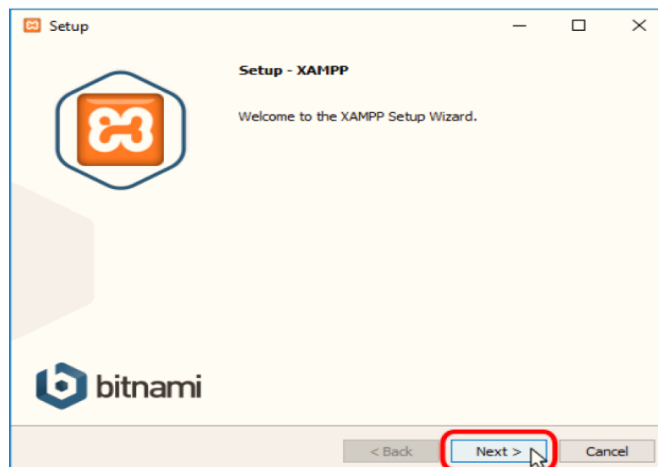 Setup
Setup - XAMPP
Welcome to the XAMPP Setup Wizard.
bitnami
< Back Next > Cancel